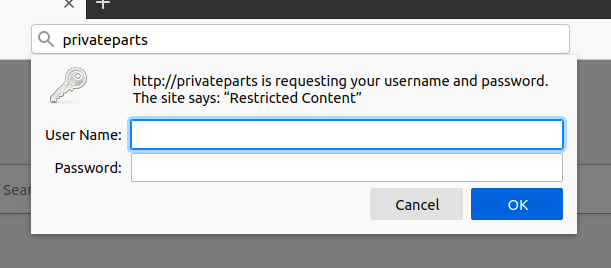 privateparts
http://privateparts is requesting your username and password.
The site says: “Restricted Content”
User Name:
Password:
Sear
Cancel
OK